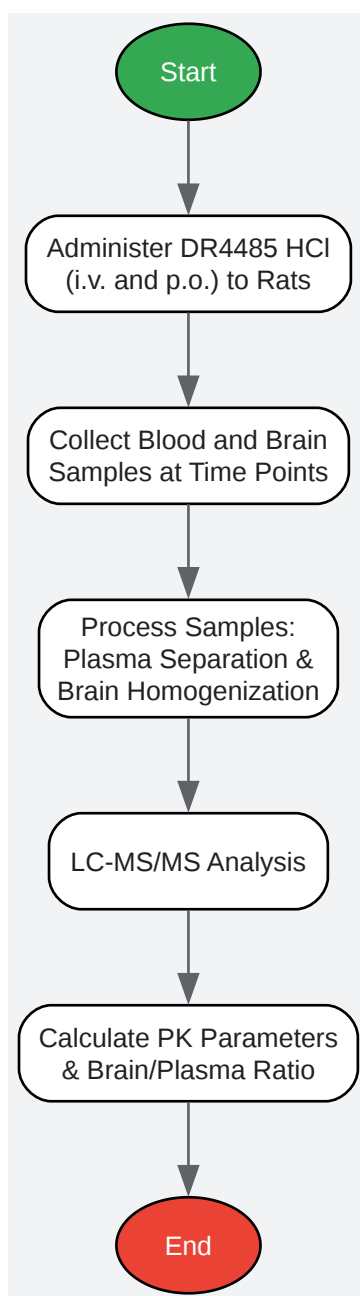 Start
Administer DR4485 HCl
(i.v. and p.o.) to Rats
Collect Blood and Brain
Samples at Time Points
Process Samples:
Plasma Separation &
Brain Homogenization
LC-MS/MS Analysis
Calculate PK Parameters
& Brain/Plasma Ratio
End